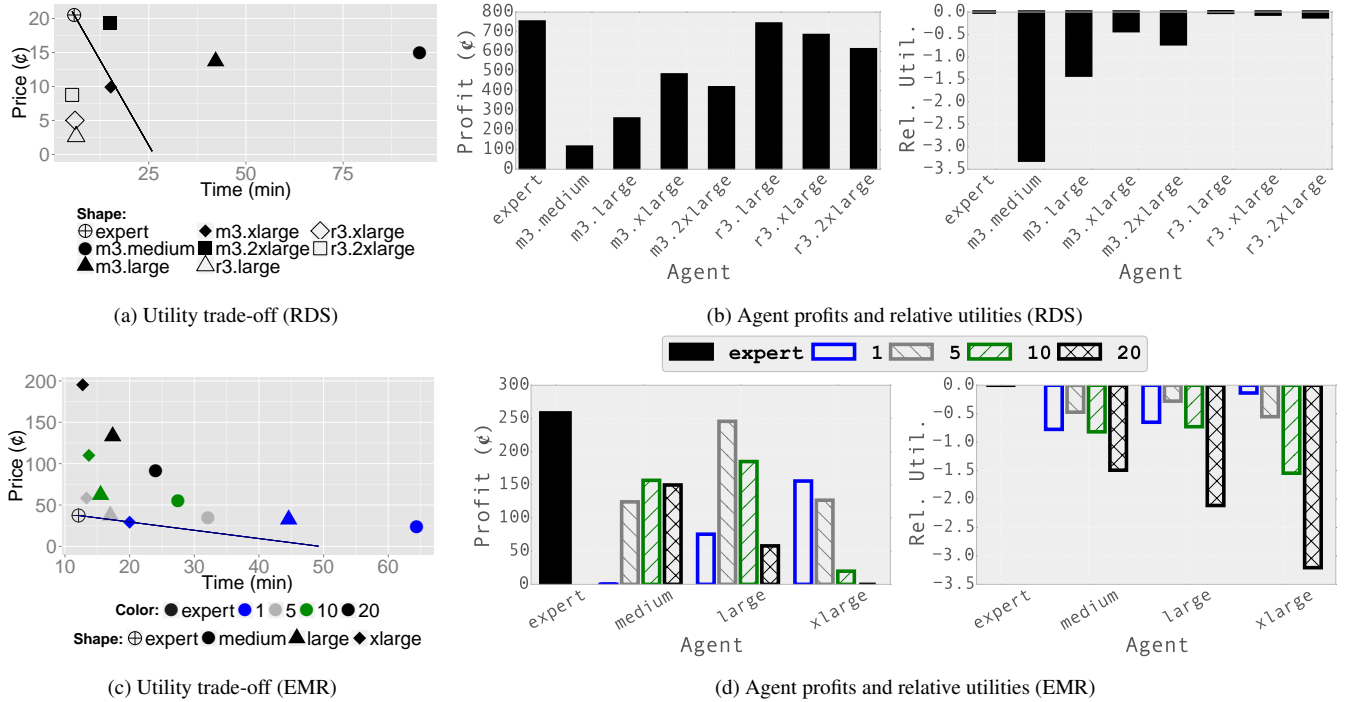 20
15
10
5
0
Price (¢)
25
75
Time (min)
Shape:
expert
m3.xlarge
r3.xlarge
m3.medium
m3.2xlarge
r3.2xlarge
m3.large
r3.large
(a) Utility trade-off (RDS)
800
700
600
500
400
300
200
100
0
Profit (¢)
expert
m3.medium
m3.large
m3.xlarge
m3.2xlarge
r3.large
r3.xlarge
r3.2xlarge
Agent
0.0
−0.5
−1.0
−1.5
−2.0
−2.5
−3.0
−3.5
Rel. Util.
expert
m3.medium
m3.large
m3.xlarge
m3.2xlarge
r3.large
r3.xlarge
r3.2xlarge
Agent
(b) Agent profits and relative utilities (RDS)
expert 1 5 10 20
200
150
100
50
0
Price (¢)
10 20 30 40 50 60
Time (min)
Color: expert 1 5 10 20
Shape: expert medium large xlarge
(c) Utility trade-off (EMR)
300
250
200
150
100
50
0
Profit (¢)
expert
medium
large
xlarge
Agent
0.0
−0.5
−1.0
−1.5
−2.0
−2.5
−3.0
−3.5
Rel. Util.
expert
medium
large
xlarge
Agent
(d) Agent profits and relative utilities (EMR)